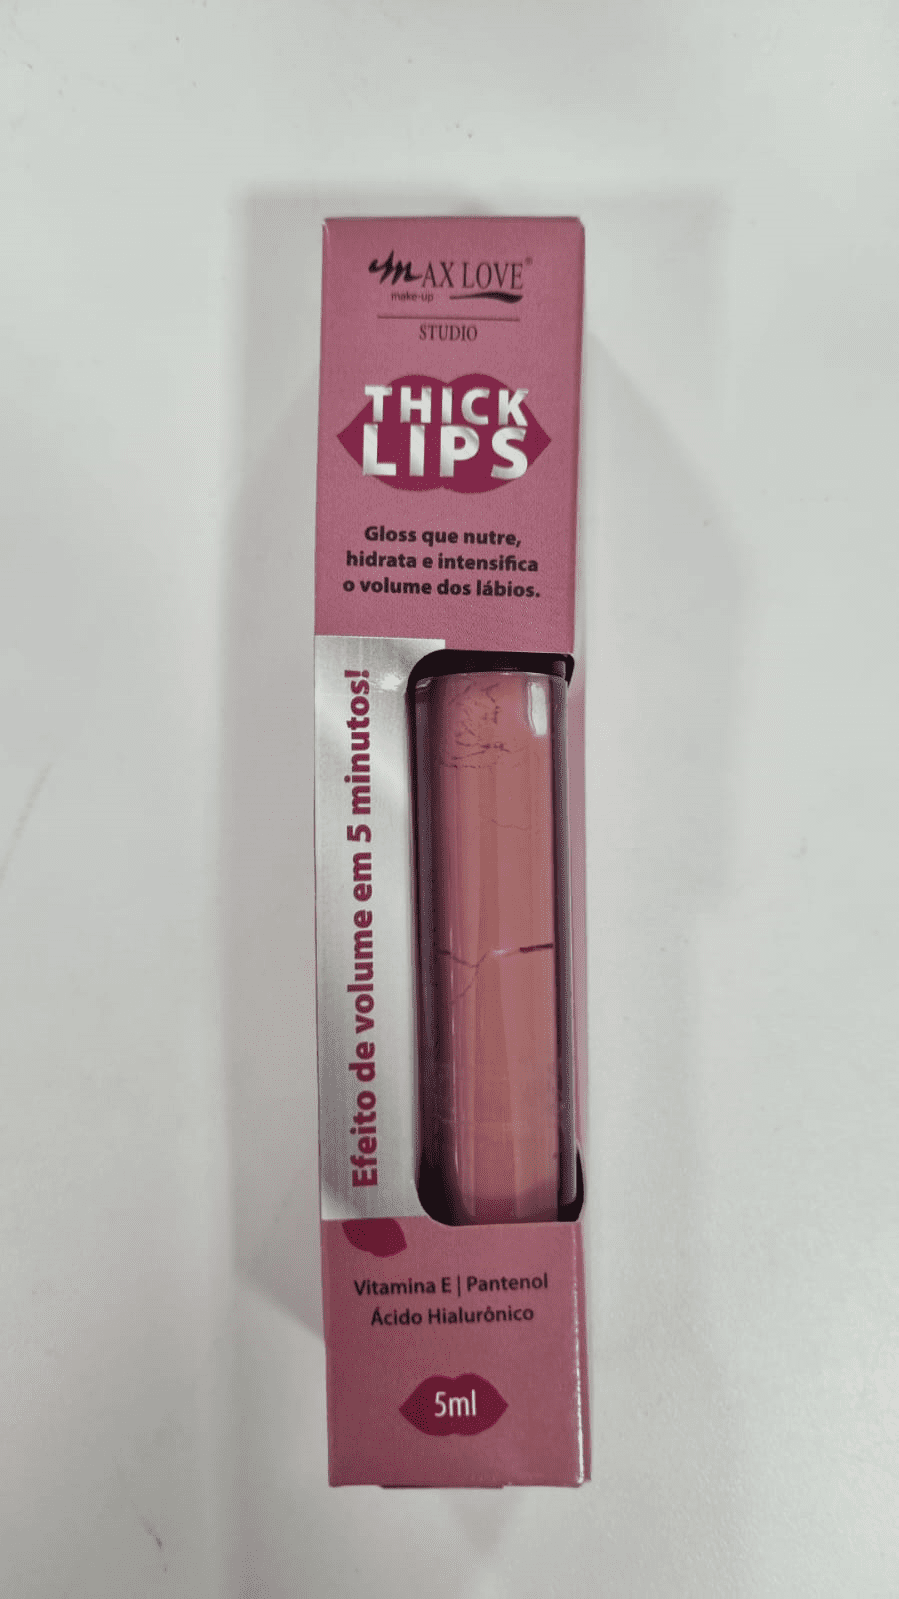 MAX LOVE®
make-up
STUDIO
THICK
LIPS
Gloss que nutre,
hidrata e intensifica
o volume dos lábios.
Efeito de volume em 5 minutos!
Vitamina E | Pantenol
Ácido Hialurônico
5ml